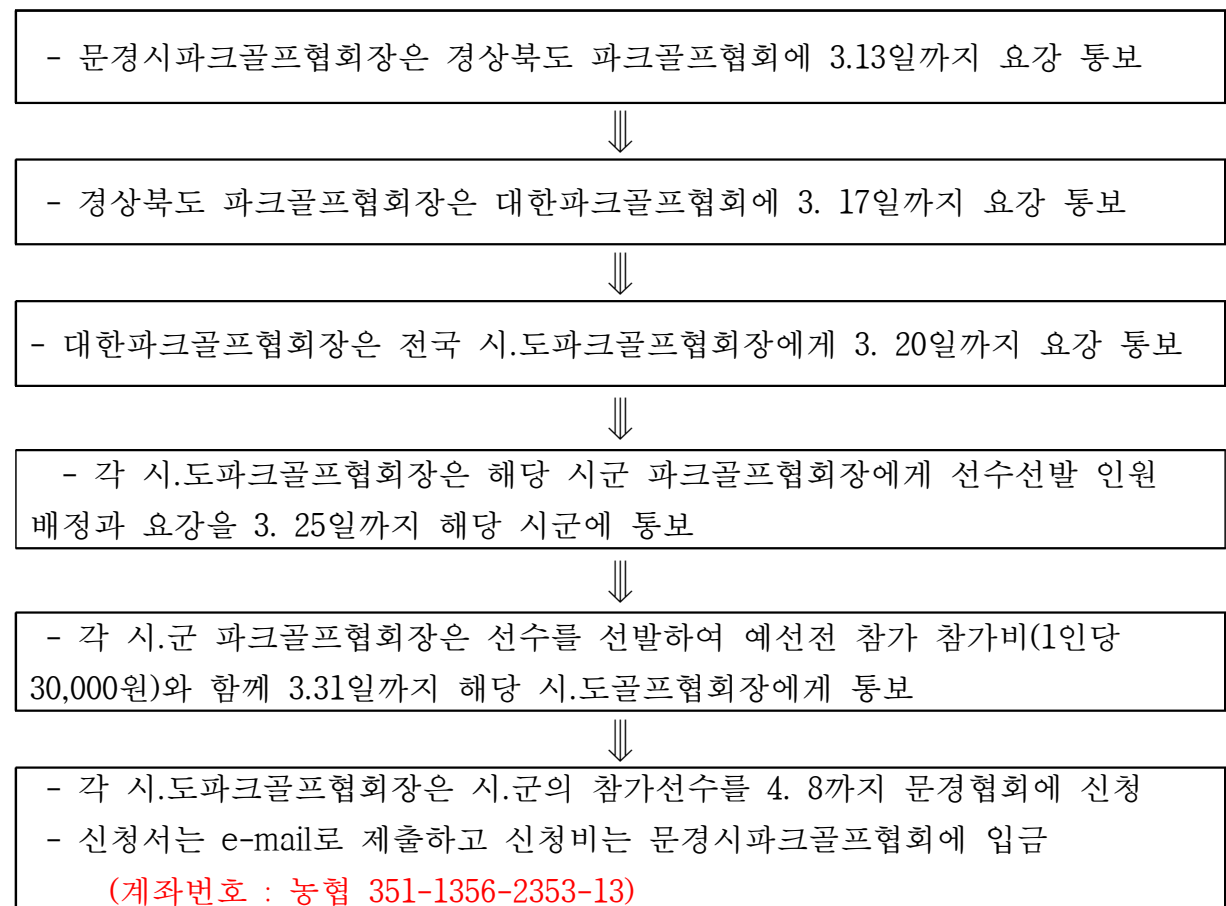 - 문경시파크골프협회장은 경상북도 파크골프협회에 3.13일까지 요강 통보
⇓
- 경상북도 파크골프협회장은 대한파크골프협회에 3. 17일까지 요강 통보
⇓
- 대한파크골프협회장은 전국 시.도파크골프협회장에게 3. 20일까지 요강 통보
⇓
- 각 시.도파크골프협회장은 해당 시군 파크골프협회장에게 선수선발 인원
배정과 요강을 3. 25일까지 해당 시군에 통보
⇓
- 각 시.군 파크골프협회장은 선수를 선발하여 예선전 참가 참가비(1인당
30,000원)와 함께 3.31일까지 해당 시.도골프협회장에게 통보
⇓
- 각 시.도파크골프협회장은 시.군의 참가선수를 4. 8까지 문경협회에 신청
- 신청서는 e-mail로 제출하고 신청비는 문경시파크골프협회에 입금
(계좌번호 : 농협 351-1356-2353-13)